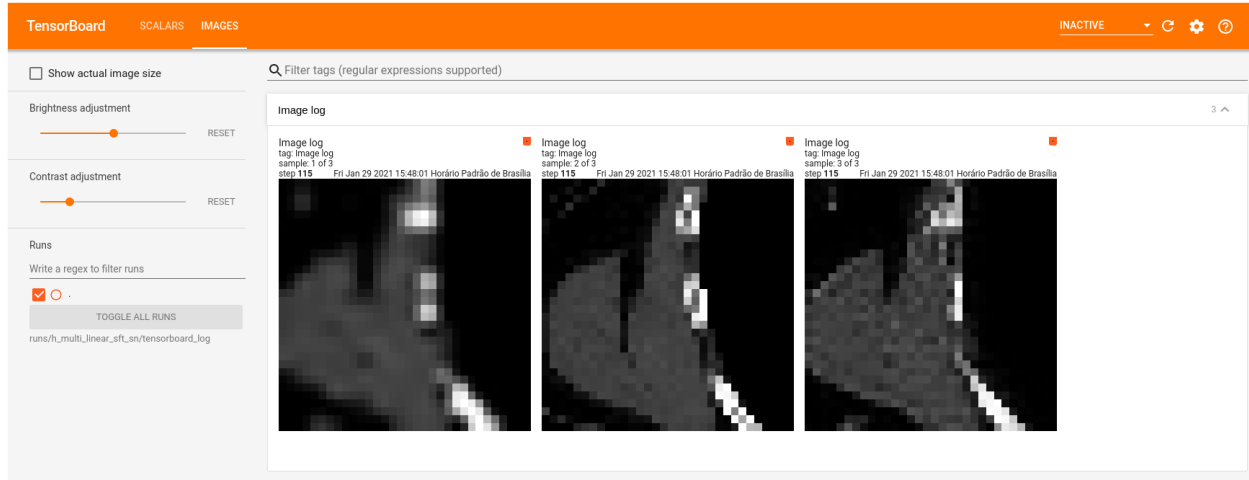 TensorBoard SCALARS IMAGES INACTIVE
Show actual image size
Filter tags (regular expressions supported)
Brightness adjustment
RESET
Contrast adjustment
RESET
Runs
Write a regex to filter runs
.
TOGGLE ALL RUNS
runs/h_multi_linear_sft_sn/tensorboard_log
Image log 3
Image log
tag: Image log
sample: 1 of 3
step 115 Fri Jan 29 2021 15:48:01 Horário Padrão de Brasília
Image log
tag: Image log
sample: 2 of 3
step 115 Fri Jan 29 2021 15:48:01 Horário Padrão de Brasília
Image log
tag: Image log
sample: 3 of 3
step 115 Fri Jan 29 2021 15:48:01 Horário Padrão de Brasília